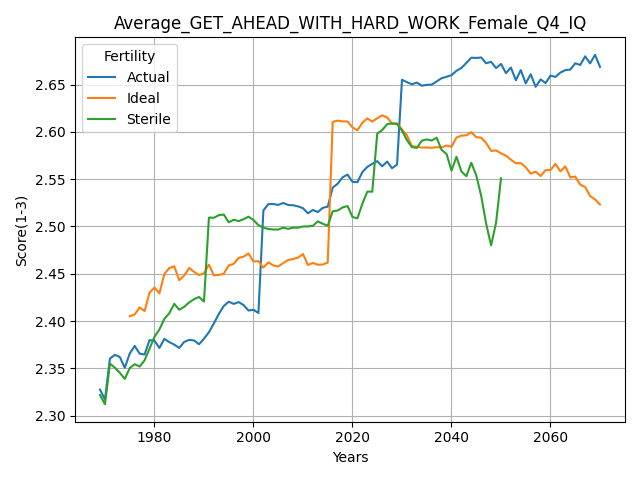 Average_GET_AHEAD_WITH_HARD_WORK_Female_Q4_IQ
Fertility
Actual
Ideal
Sterile
Score(1-3)
2.65
2.60
2.55
2.50
2.45
2.40
2.35
2.30
1980 2000 2020 2040 2060
Years